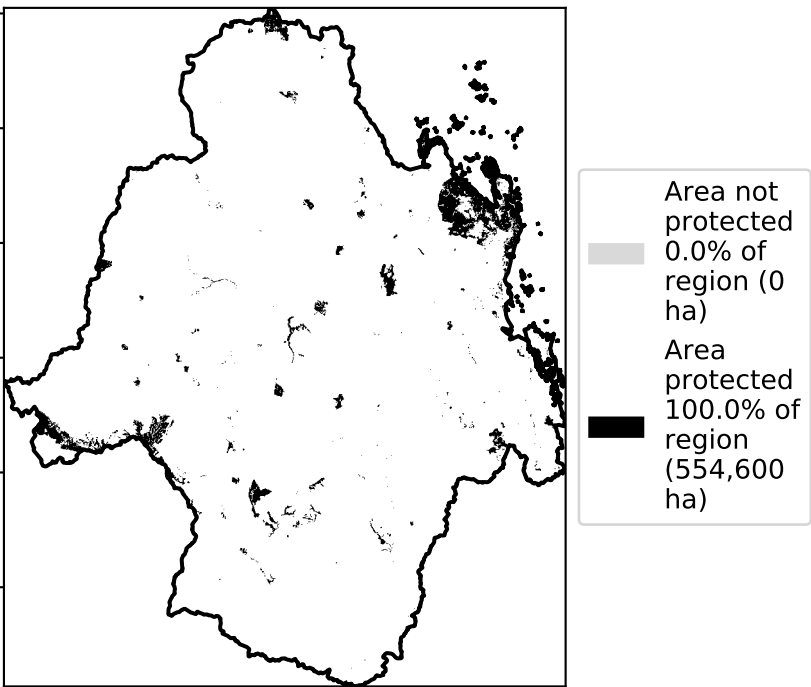 Area not
protected
0.0% of
region (0
ha)
Area
protected
100.0% of
region
(554,600
ha)